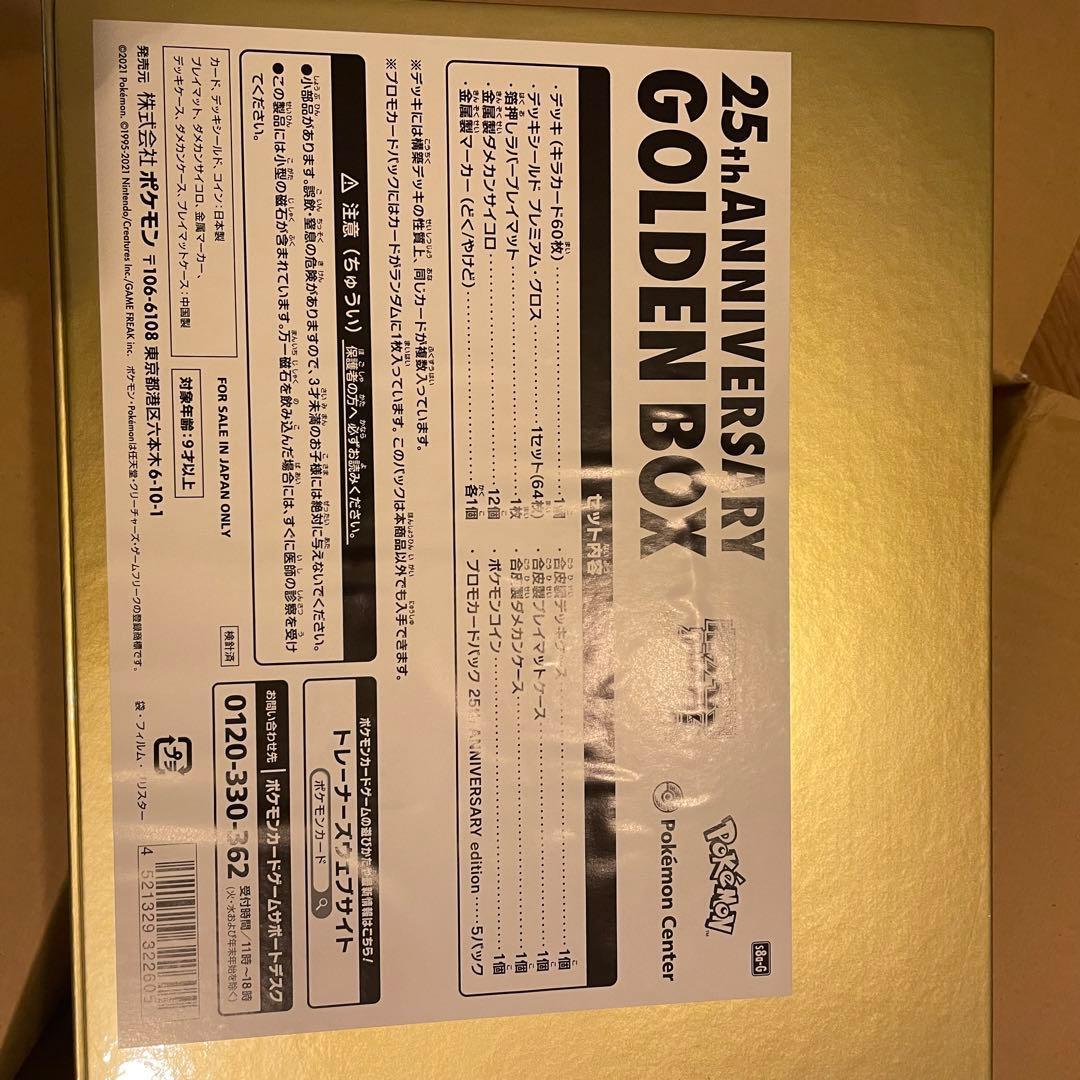 25th ANNIVERSARY
GOLDEN BOX
Pokémon Center
Pokémon™
s8a-G
セット内容
・デッキ（キラカード60枚）
・デッキシールド プレミアム・グロス 1セット(64枚)
・箔押しラバープレイマット 1枚
・金属製ダメカンサイコロ 12個
・金属製マーカー（どく/やけど） 各1個
・合皮製デッキケース 1個
・合皮製プレイマットケース 1個
・合皮製ダメカンケース 1個
・ポケモンコイン 1個
・プロモカードパック 25th ANNIVERSARY edition 5パック
※デッキには構築デッキの性質上、同じカードが複数入っています。
※プロモカードパックにはカードがランダムに1枚入っています。このパックは本商品以外でも入手できます。
⚠ 注意（ちゅうい） 保護者の方へ 必ずお読みください。
●小部品があります。誤飲・窒息の危険がありますので、3才未満のお子様には絶対に与えないでください。
●この製品には小型の磁石が含まれています。万一磁石を飲み込んだ場合には、すぐに医師の診察を受け
てください。
ポケモンカードゲームの遊びかたや最新情報はこちら！
トレーナーズウェブサイト
ポケモンカード
カード、デッキシールド、コイン：日本製
プレイマット、ダメカンサイコロ、金属マーカー、
デッキケース、ダメカンケース、プレイマットケース：中国製
FOR SALE IN JAPAN ONLY
対象年齢：9才以上
検針済
お問い合わせ先 ポケモンカードゲームサポートデスク
0120-330-362 受付時間／11時～18時
(火・水および年末年始を除く)
発売元 株式会社 ポケモン 〒106-6108 東京都港区六本木 6-10-1
©2021 Pokémon. ©1995-2021 Nintendo/Creatures Inc./GAME FREAK inc. ポケモン・Pokémonは任天堂・クリーチャーズ・ゲームフリークの登録商標です。
プラ
袋・フィルム・
4 521329 322605